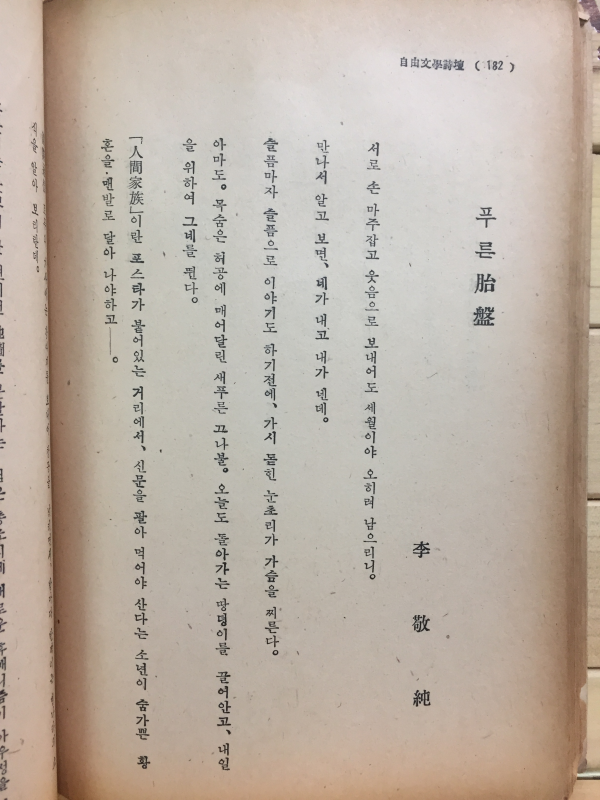 自由文學詩壇 ( 182 )
푸른 胎盤
李敬純
서로 손 마주잡고 웃음으로 보내어도 세월이야 오히려 남으리니。
만나서 알고 보면、네가 내고 내가 넨데。
슬픔마자 슬픔으로 이야기도 하기전에、가시 돋힌 눈초리가 가슴을 찌른다。
아마도。목숨은 허공에 매어달린 새푸른 끄나불。오늘도 돌아가는 땅덩이를 끌어안고、내일
을 위하여 그네를 뛴다。
「人間家族」이란 포스타가 붙어있는 거리에서、신문을 팔아 먹어야 산다는 소년이 숨가쁜 황
혼을·맨발로 달아 나야하고──。